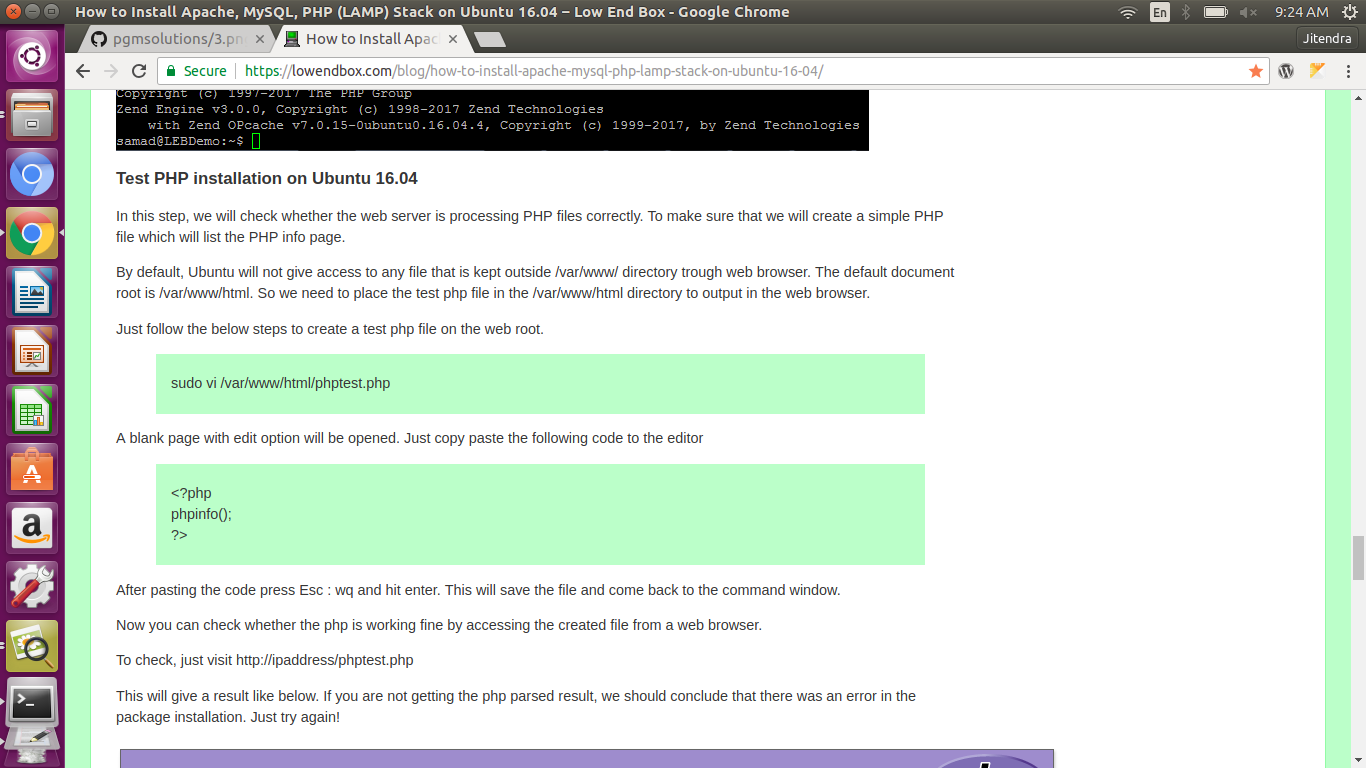 How to Install Apache, MySQL, PHP (LAMP) Stack on Ubuntu 16.04 – Low End Box - Google Chrome
En
9:24 AM
pgmsolutions/3.pn
How to Install Apac
Jitendra
Secure
https://lowendbox.com/blog/how-to-install-apache-mysql-php-lamp-stack-on-ubuntu-16-04/
Copyright (c) 1997-2017 The PHP Group
Zend Engine v3.0.0, Copyright (c) 1998-2017 Zend Technologies
with Zend OPcache v7.0.15-0ubuntu0.16.04.4, Copyright (c) 1999-2017, by Zend Technologies
samad@LEBDemo:~$
Test PHP installation on Ubuntu 16.04
In this step, we will check whether the web server is processing PHP files correctly. To make sure that we will create a simple PHP
file which will list the PHP info page.
By default, Ubuntu will not give access to any file that is kept outside /var/www/ directory trough web browser. The default document
root is /var/www/html. So we need to place the test php file in the /var/www/html directory to output in the web browser.
Just follow the below steps to create a test php file on the web root.
sudo vi /var/www/html/phptest.php
A blank page with edit option will be opened. Just copy paste the following code to the editor
<?php
phpinfo();
?>
After pasting the code press Esc : wq and hit enter. This will save the file and come back to the command window.
Now you can check whether the php is working fine by accessing the created file from a web browser.
To check, just visit http://ipaddress/phptest.php
This will give a result like below. If you are not getting the php parsed result, we should conclude that there was an error in the
package installation. Just try again!